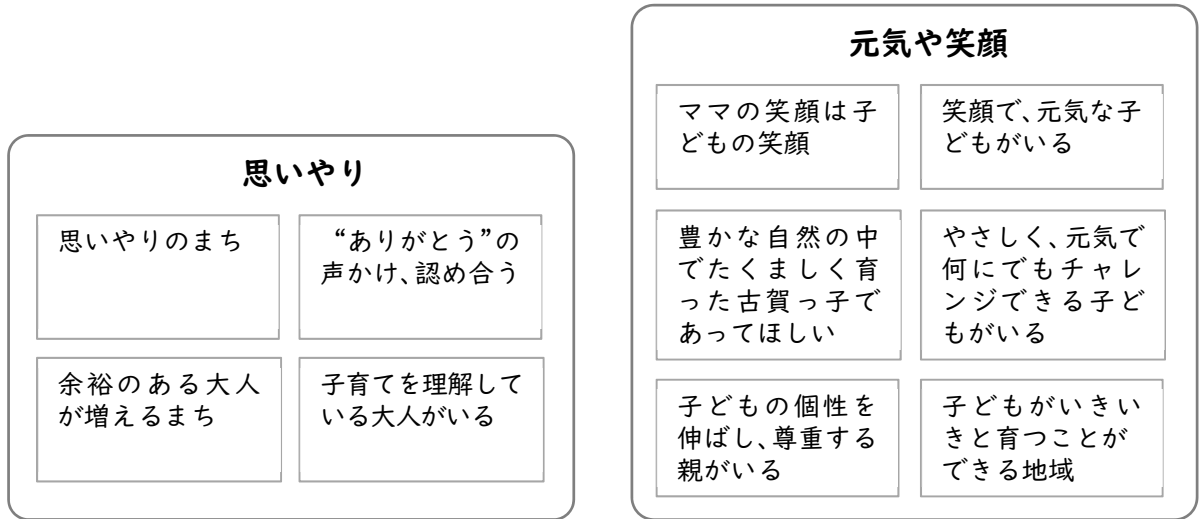 思いやり
思いやりのまち
“ありがとう”の
声かけ、認め合う
余裕のある大人
が増えるまち
子育てを理解して
いる大人がいる
元気や笑顔
ママの笑顔は子
どもの笑顔
笑顔で、元気な子
どもがいる
豊かな自然の中
でたくましく育
った古賀っ子で
あってほしい
やさしく、元気で
何にでもチャレ
ンジできる子ど
もがいる
子どもの個性を
伸ばし、尊重する
親がいる
子どもがいきい
きと育つことが
できる地域